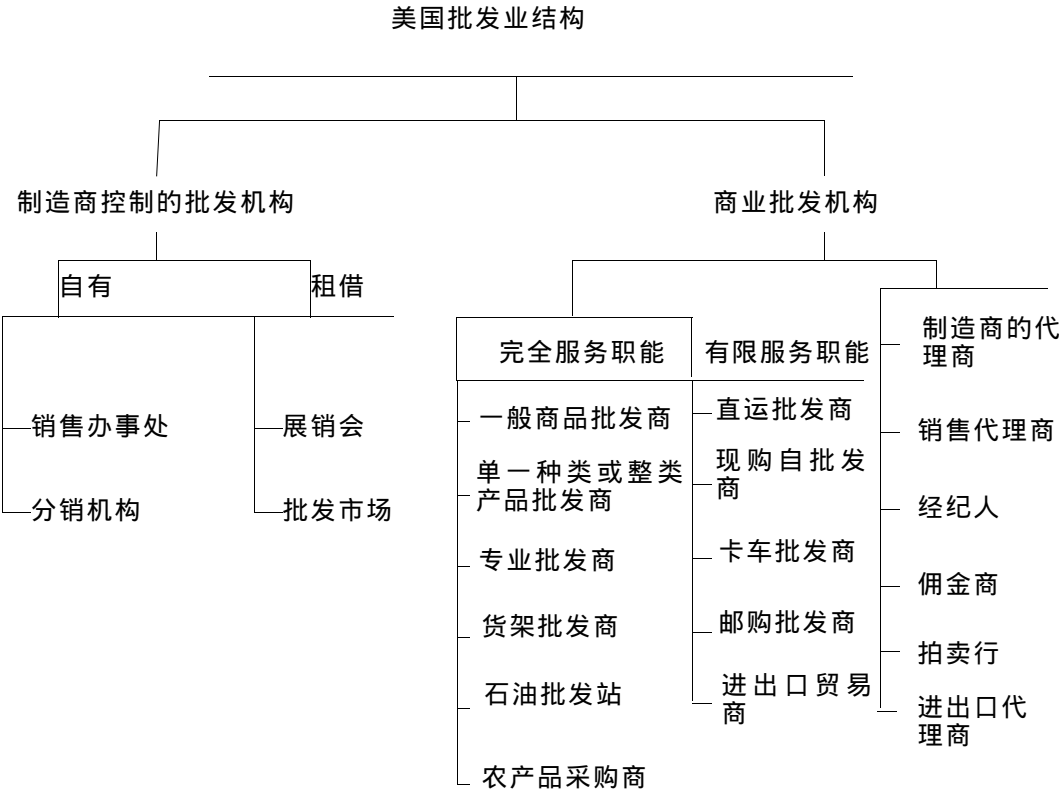 美国批发业结构
制造商控制的批发机构
商业批发机构
自有
租借
销售办事处
分销机构
展销会
批发市场
完全服务职能
有限服务职能
一般商品批发商
单一种类或整类
产品批发商
专业批发商
货架批发商
石油批发站
农产品采购商
直运批发商
现购自批发
商
卡车批发商
邮购批发商
进出口贸易
商
制造商的代
理商
销售代理商
经纪人
佣金商
拍卖行
进出口代
理商